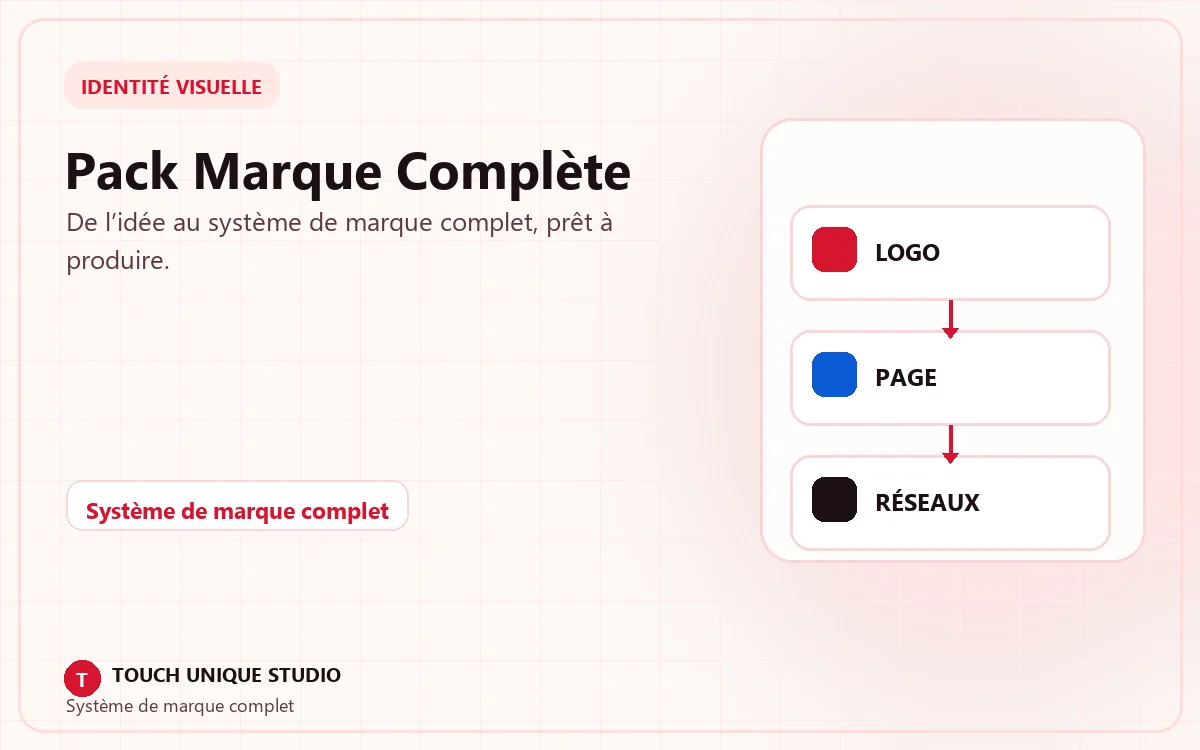 IDENTITÉ VISUELLE
Pack Marque Complète
De l’idée au système de marque complet, prêt à
produire.
Système de marque complet
LOGO
PAGE
RÉSEAUX
T
TOUCH UNIQUE STUDIO
Système de marque complet